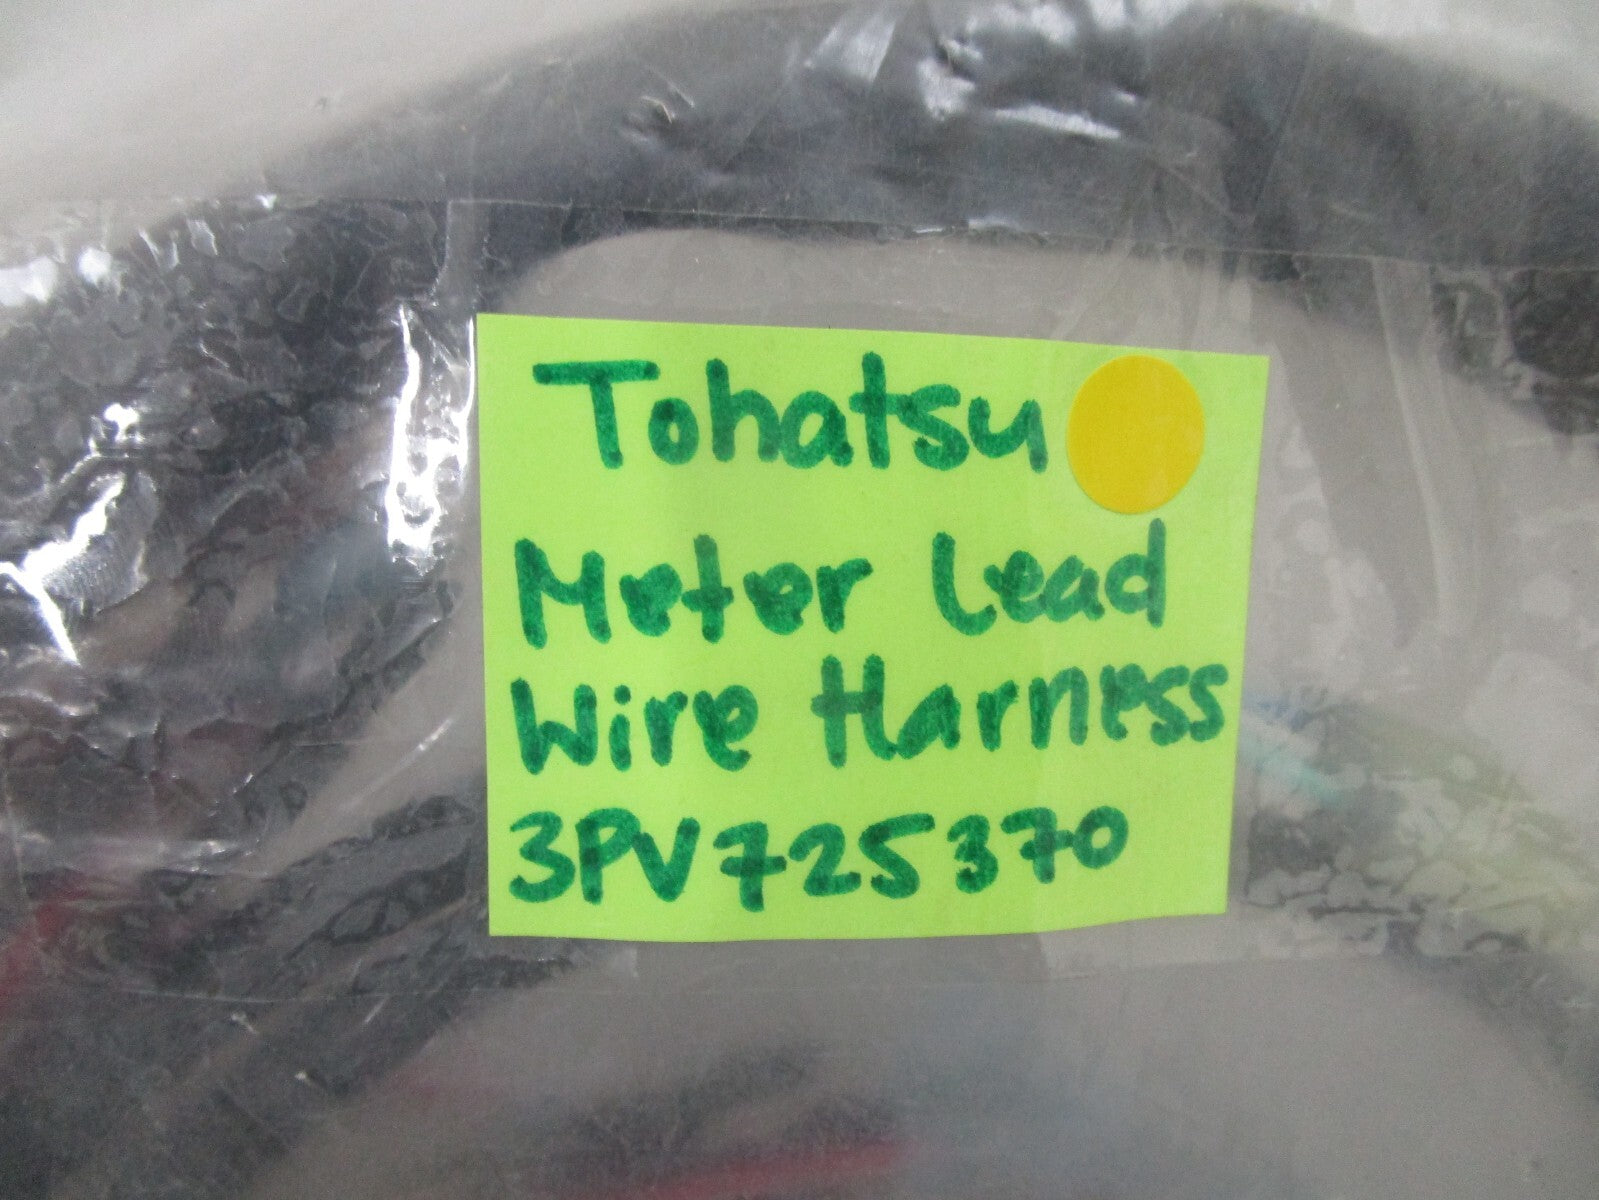 Tohatsu
Meter Lead
Wire Harness
3PV725370